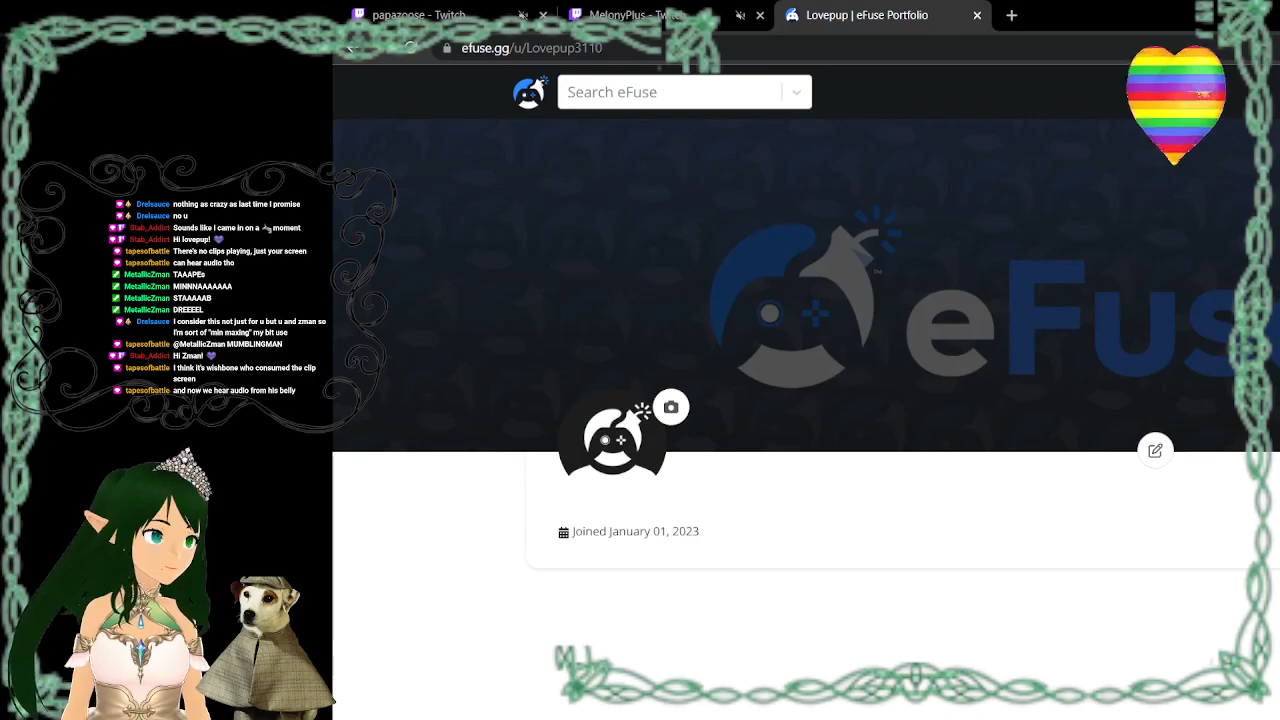 papazoose - Twitch
MelonyPlus - Twitch
Lovepup | eFuse Portfolio
efuse.gg/u/Lovepup3110
Search eFuse
Drelsauce nothing as crazy as last time I promise
Drelsauce no u
Stab_Addict Sounds like I came in on a moment
Stab_Addict Hi lovepup! 💜
tapesofbattle There's no clips playing, just your screen
tapesofbattle can hear audio tho
MetallicZman TAAAPEs
MetallicZman MINNNAAAAAAA
MetallicZman STAAAAAB
MetallicZman DREEEEL
Drelsauce I consider this not just for u but u and zman so
I'm sort of "min maxing" my bit use
tapesofbattle @MetallicZman MUMBLINGMAN
Stab_Addict Hi Zman! 💜
tapesofbattle I think it's wishbone who consumed the clip
screen
tapesofbattle and now we hear audio from his belly
eFuse
™
Joined January 01, 2023